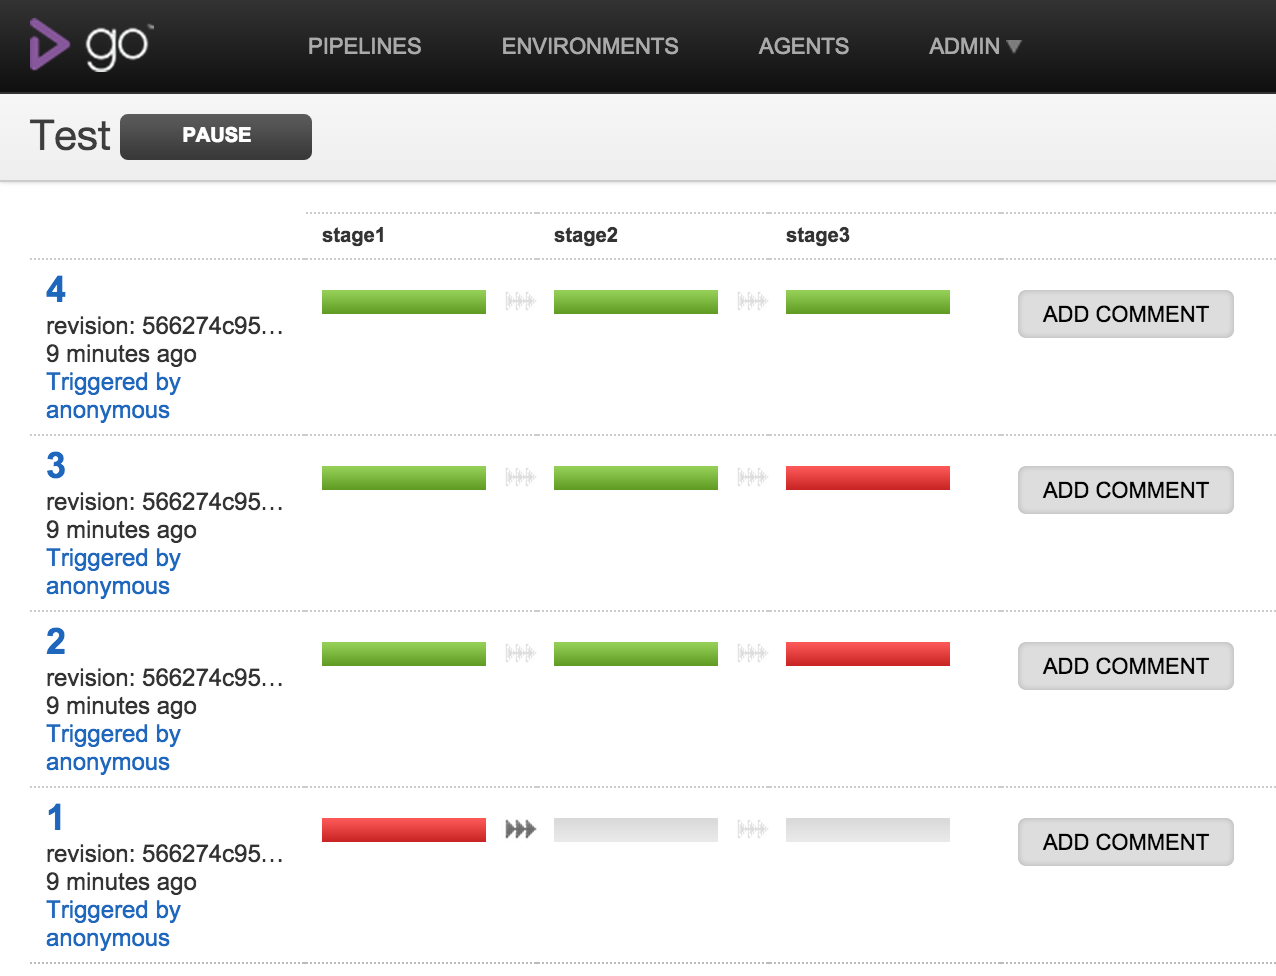 go™
PIPELINES ENVIRONMENTS AGENTS ADMIN
Test PAUSE
stage1 stage2 stage3
4
revision: 566274c95...
9 minutes ago
Triggered by
anonymous
ADD COMMENT
3
revision: 566274c95...
9 minutes ago
Triggered by
anonymous
ADD COMMENT
2
revision: 566274c95...
9 minutes ago
Triggered by
anonymous
ADD COMMENT
1
revision: 566274c95...
9 minutes ago
Triggered by
anonymous
ADD COMMENT